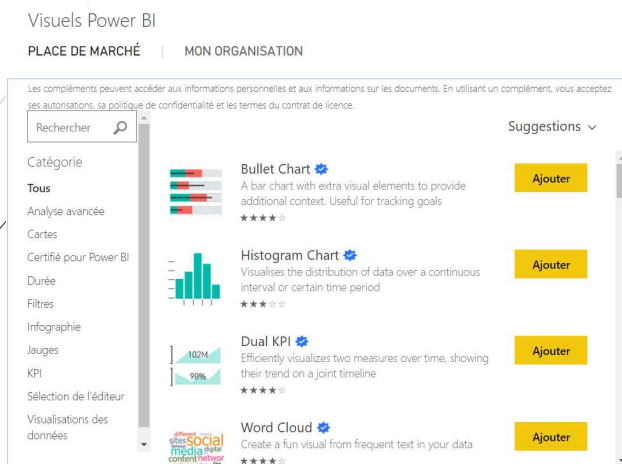 Visuels Power BI
PLACE DE MARCHÉ | MON ORGANISATION
Les compléments peuvent accéder aux informations personnelles et aux informations sur les documents. En utilisant un complément, vous acceptez
ses autorisations, sa politique de confidentialité et les termes du contrat de licence.
Rechercher
Suggestions
Catégorie
Tous
Analyse avancée
Cartes
Certifié pour Power BI
Durée
Filtres
Infographie
Jauges
KPI
Sélection de l'éditeur
Visualisations des
données
Bullet Chart
A bar chart with extra visual elements to provide
additional context. Useful for tracking goals
Ajouter
Histogram Chart
Visualises the distribution of data over a continuous
interval or certain time period
Ajouter
102M
98%
Dual KPI
Efficiently visualizes two measures over time, showing
their trend on a joint timeline
Ajouter
different
sites social
media digital
content networ
Word Cloud
Create a fun visual from frequent text in your data
Ajouter